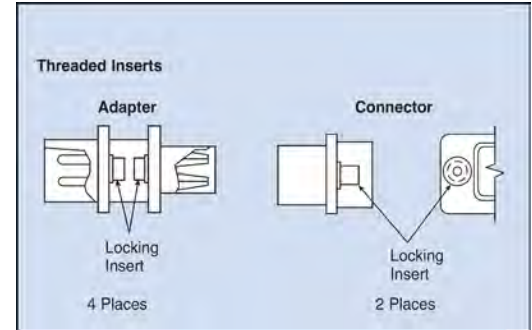 Threaded Inserts
Adapter
Connector
Locking
Insert
Locking
Insert
4 Places
2 Places